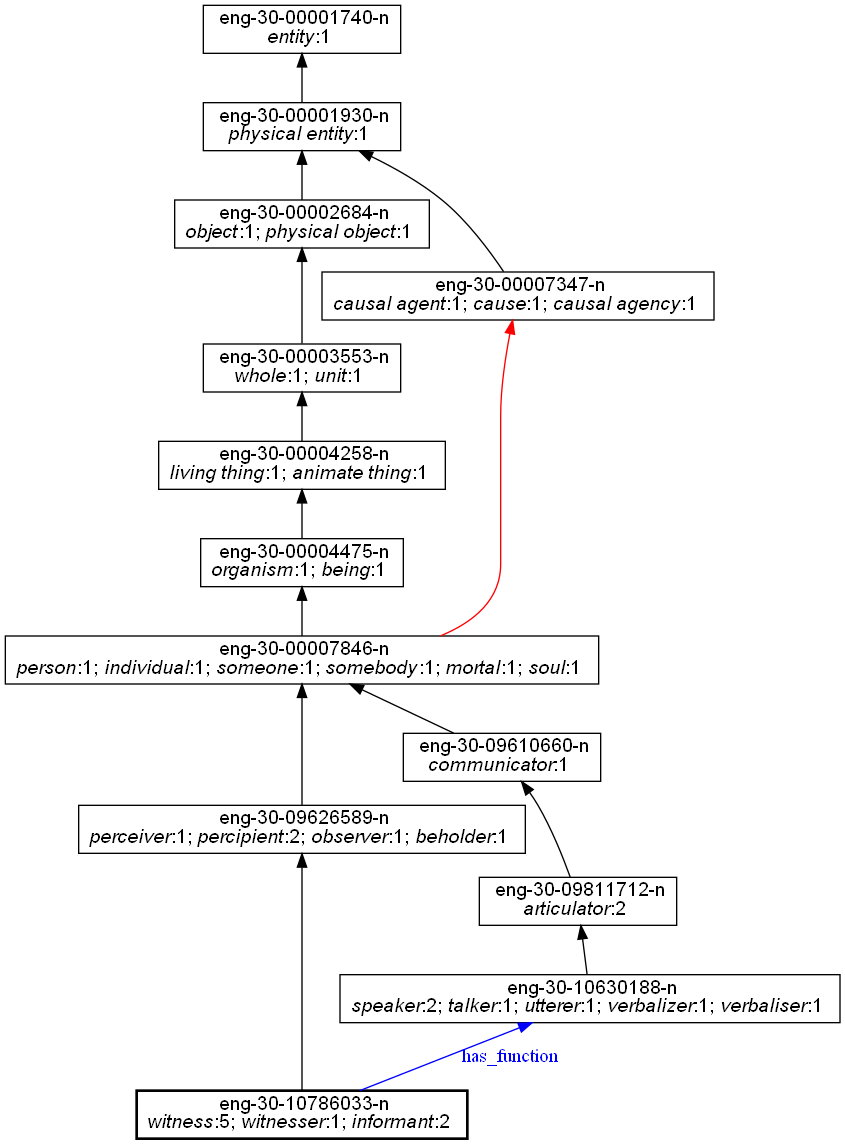 eng-30-00001740-n
entity:1
eng-30-00001930-n
physical entity:1
eng-30-00002684-n
object:1; physical object:1
eng-30-00007347-n
causal agent:1; cause:1; causal agency:1
eng-30-00003553-n
whole:1; unit:1
eng-30-00004258-n
living thing:1; animate thing:1
eng-30-00004475-n
organism:1; being:1
eng-30-00007846-n
person:1; individual:1; someone:1; somebody:1; mortal:1; soul:1
eng-30-09610660-n
communicator:1
eng-30-09626589-n
perceiver:1; percipient:2; observer:1; beholder:1
eng-30-09811712-n
articulator:2
eng-30-10630188-n
speaker:2; talker:1; utterer:1; verbalizer:1; verbaliser:1
has_function
eng-30-10786033-n
witness:5; witnesser:1; informant:2